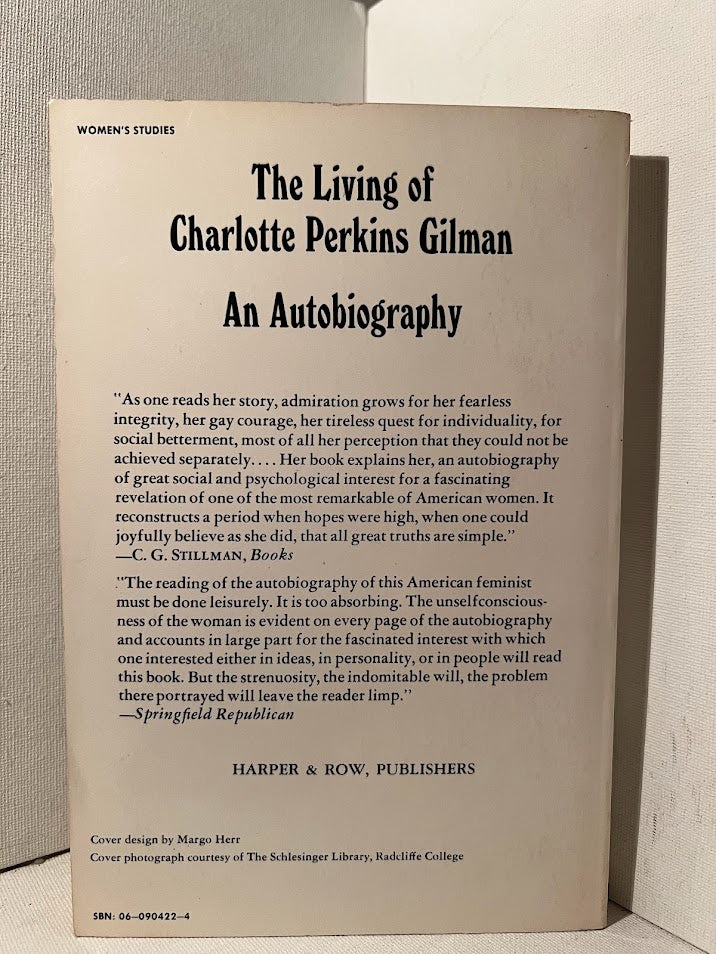 WOMEN'S STUDIES
The Living of
Charlotte Perkins Gilman
An Autobiography
"As one reads her story, admiration grows for her fearless
integrity, her gay courage, her tireless quest for individuality, for
social betterment, most of all her perception that they could not be
achieved separately.... Her book explains her, an autobiography
of great social and psychological interest for a fascinating
revelation of one of the most remarkable of American women. It
reconstructs a period when hopes were high, when one could
joyfully believe as she did, that all great truths are simple."
—C. G. STILLMAN, Books
"The reading of the autobiography of this American feminist
must be done leisurely. It is too absorbing. The unselfconscious-
ness of the woman is evident on every page of the autobiography
and accounts in large part for the fascinated interest with which
one interested either in ideas, in personality, or in people will read
this book. But the strenuosity, the indomitable will, the problem
there portrayed will leave the reader limp."
—Springfield Republican
HARPER & ROW, PUBLISHERS
Cover design by Margo Herr
Cover photograph courtesy of The Schlesinger Library, Radcliffe College
SBN: 06—090422—4